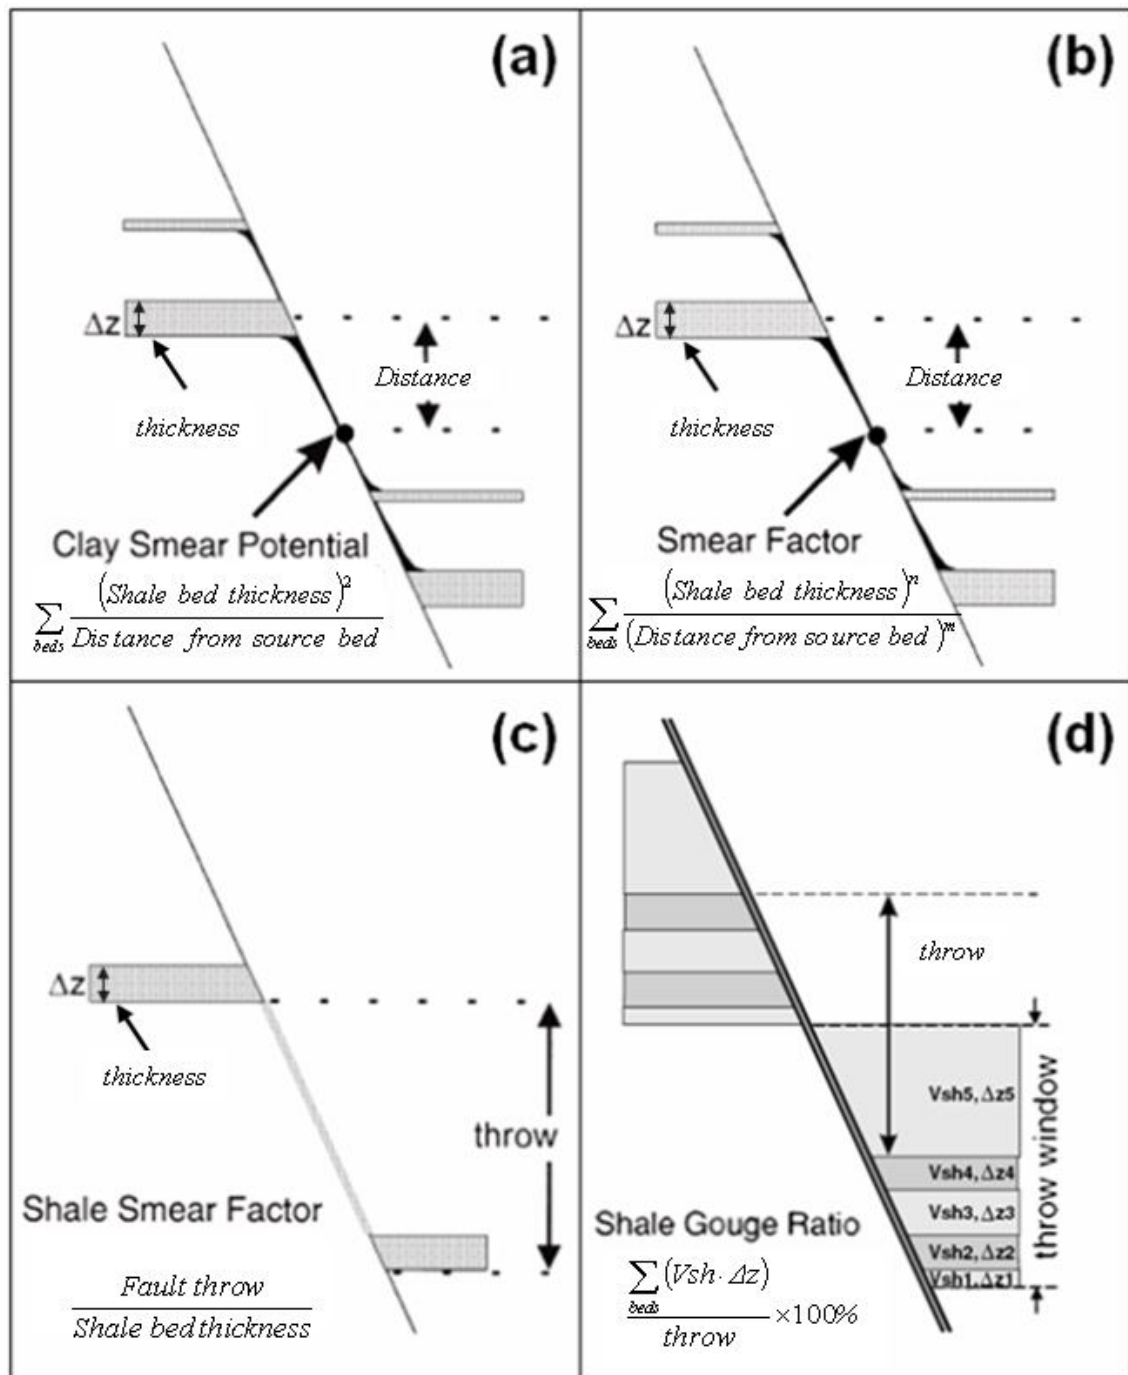 (a)
Δz
thickness
Distance
Clay Smear Potential
∑ beds (Shale bed thickness)² / Distance from source bed
(b)
Δz
thickness
Distance
Smear Factor
∑ beds (Shale bed thickness)ⁿ / (Distance from source bed)ᵐ
(c)
Δz
thickness
throw
Shale Smear Factor
Fault throw
Shale bed thickness
(d)
throw
throw window
Vsh5, Δz5
Vsh4, Δz4
Vsh3, Δz3
Vsh2, Δz2
Vsh1, Δz1
Shale Gouge Ratio
∑ beds (Vsh · Δz) / throw ×100%